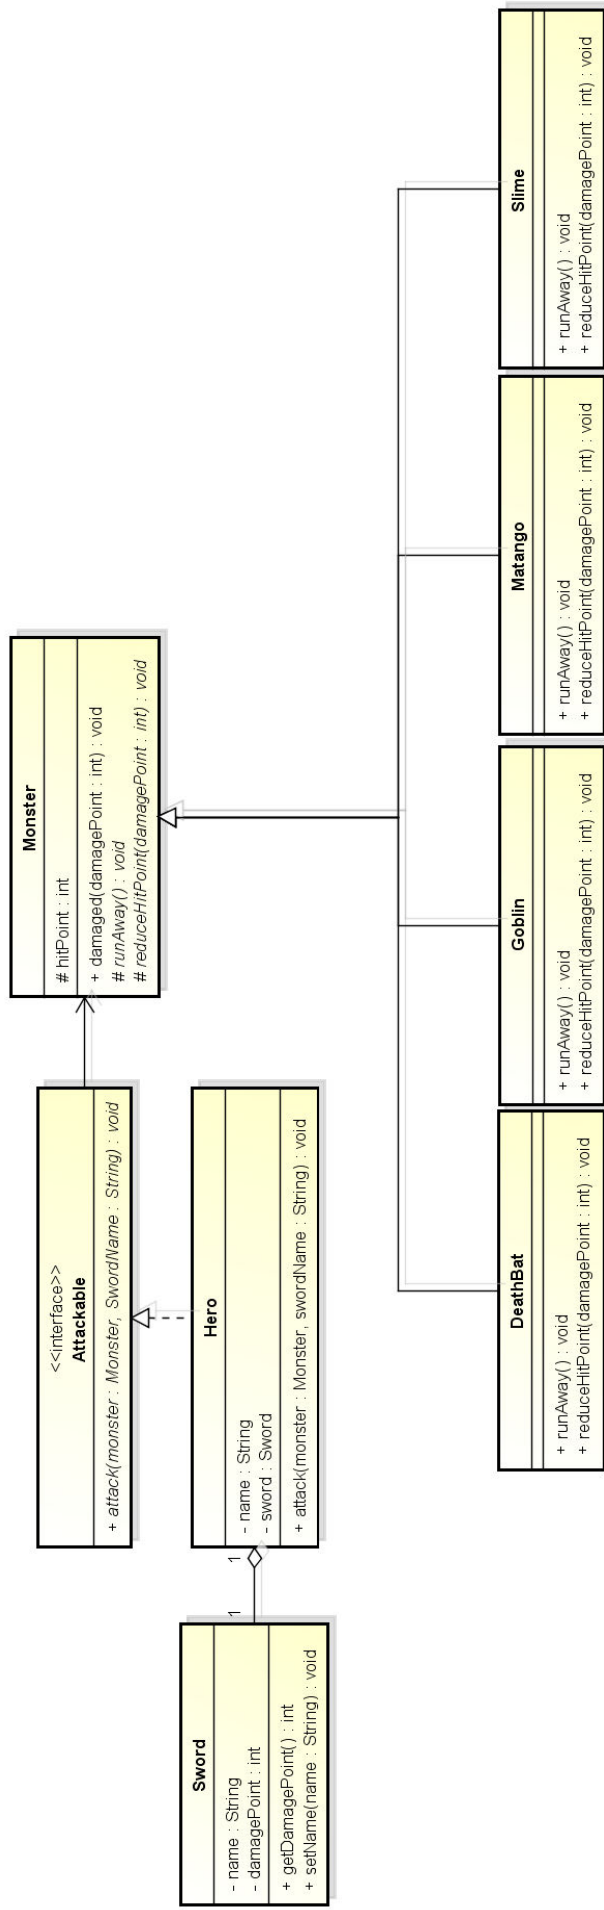 Sword
- name : String
- damagePoint : int
+ getDamagePoint() : int
+ setName(name : String) : void
1
1
<<interface>>
Attackable
+ attack(monster : Monster, SwordName : String) : void
Hero
- name : String
- sword : Sword
+ attack(monster : Monster, swordName : String) : void
Monster
# hitPoint : int
+ damaged(damagePoint : int) : void
# runAway() : void
# reduceHitPoint(damagePoint : int) : void
DeathBat
+ runAway() : void
+ reduceHitPoint(damagePoint : int) : void
Goblin
+ runAway() : void
+ reduceHitPoint(damagePoint : int) : void
Matango
+ runAway() : void
+ reduceHitPoint(damagePoint : int) : void
Slime
+ runAway() : void
+ reduceHitPoint(damagePoint : int) : void